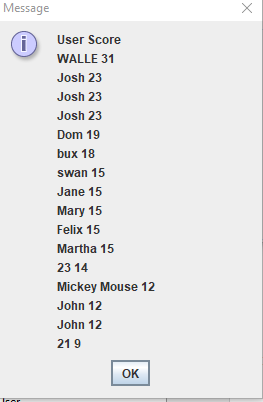 Message
User Score
WALLE 31
Josh 23
Josh 23
Josh 23
Dom 19
bux 18
swan 15
Jane 15
Mary 15
Felix 15
Martha 15
23 14
Mickey Mouse 12
John 12
John 12
21 9
OK